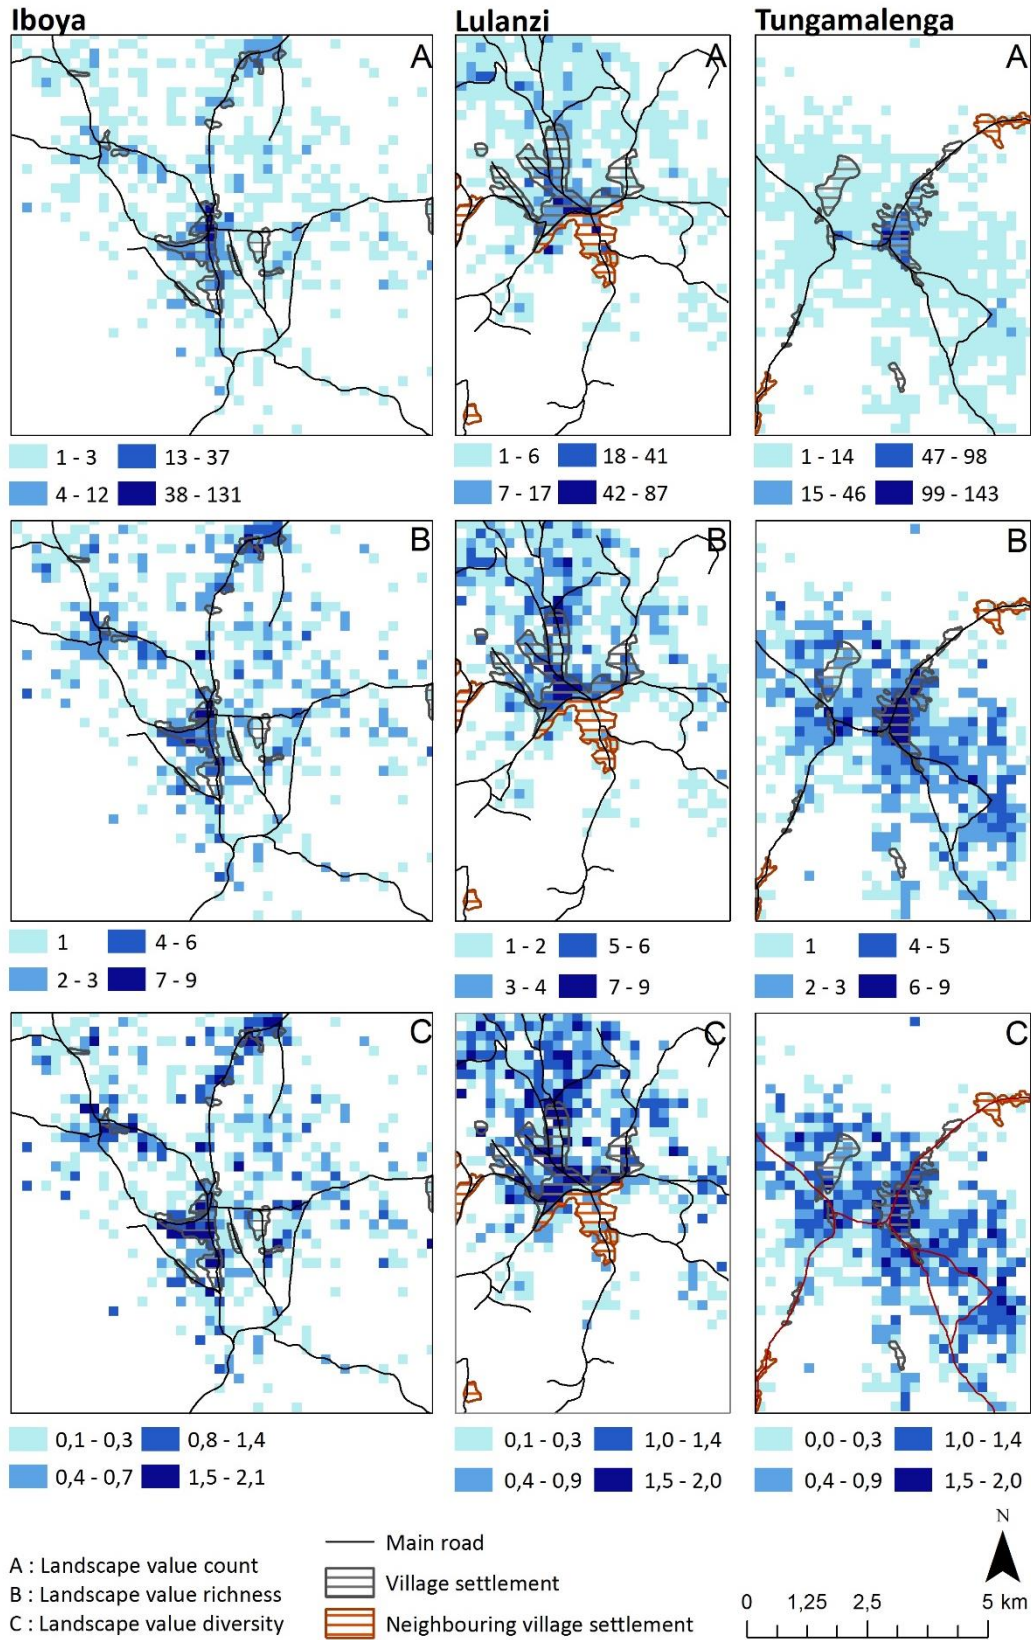 Iboya Lulanzi Tungamalenga
A A A
1 - 3 13 - 37 1 - 6 18 - 41 1 - 14 47 - 98
4 - 12 38 - 131 7 - 17 42 - 87 15 - 46 99 - 143
B B B
1 4 - 6 1 - 2 5 - 6 1 4 - 5
2 - 3 7 - 9 3 - 4 7 - 9 2 - 3 6 - 9
C C C
0,1 - 0,3 0,8 - 1,4 0,1 - 0,3 1,0 - 1,4 0,0 - 0,3 1,0 - 1,4
0,4 - 0,7 1,5 - 2,1 0,4 - 0,9 1,5 - 2,0 0,4 - 0,9 1,5 - 2,0
A : Landscape value count
B : Landscape value richness
C : Landscape value diversity
Main road
Village settlement
Neighbouring village settlement
N
0 1,25 2,5 5 km